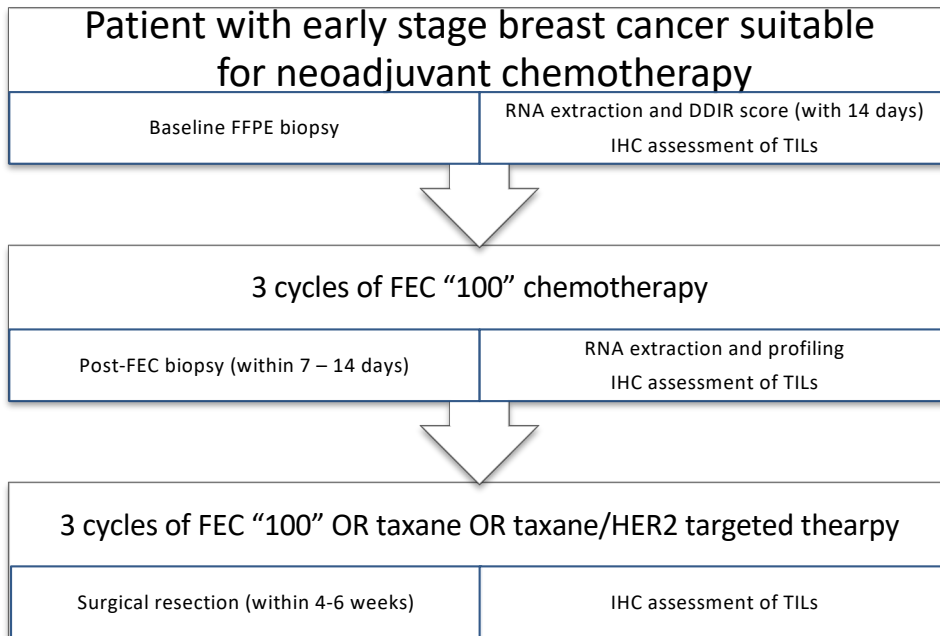 Patient with early stage breast cancer suitable
for neoadjuvant chemotherapy
Baseline FFPE biopsy
RNA extraction and DDIR score (with 14 days)
IHC assessment of TILs
3 cycles of FEC “100” chemotherapy
Post-FEC biopsy (within 7 – 14 days)
RNA extraction and profiling
IHC assessment of TILs
3 cycles of FEC “100” OR taxane OR taxane/HER2 targeted thearpy
Surgical resection (within 4-6 weeks)
IHC assessment of TILs